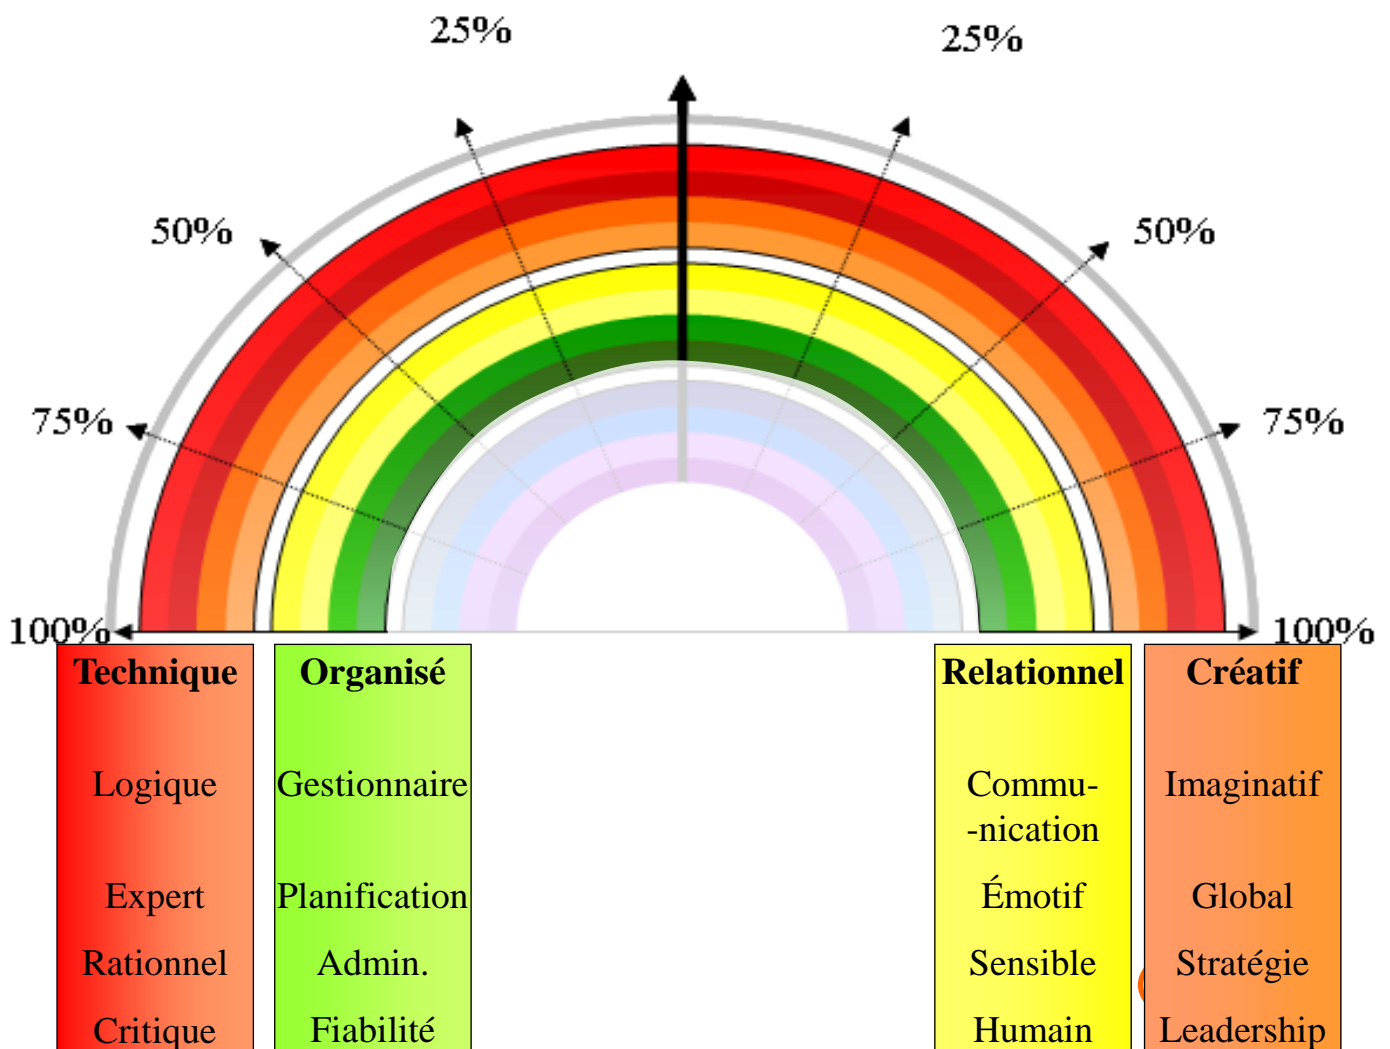 25%
25%
50%
50%
75%
75%
100%
100%
Technique
Logique
Expert
Rationnel
Critique
Organisé
Gestionnaire
Planification
Admin.
Fiabilité
Relationnel
Commu-
-nication
Émotif
Sensible
Humain
Créatif
Imaginatif
Global
Stratégie
Leadership